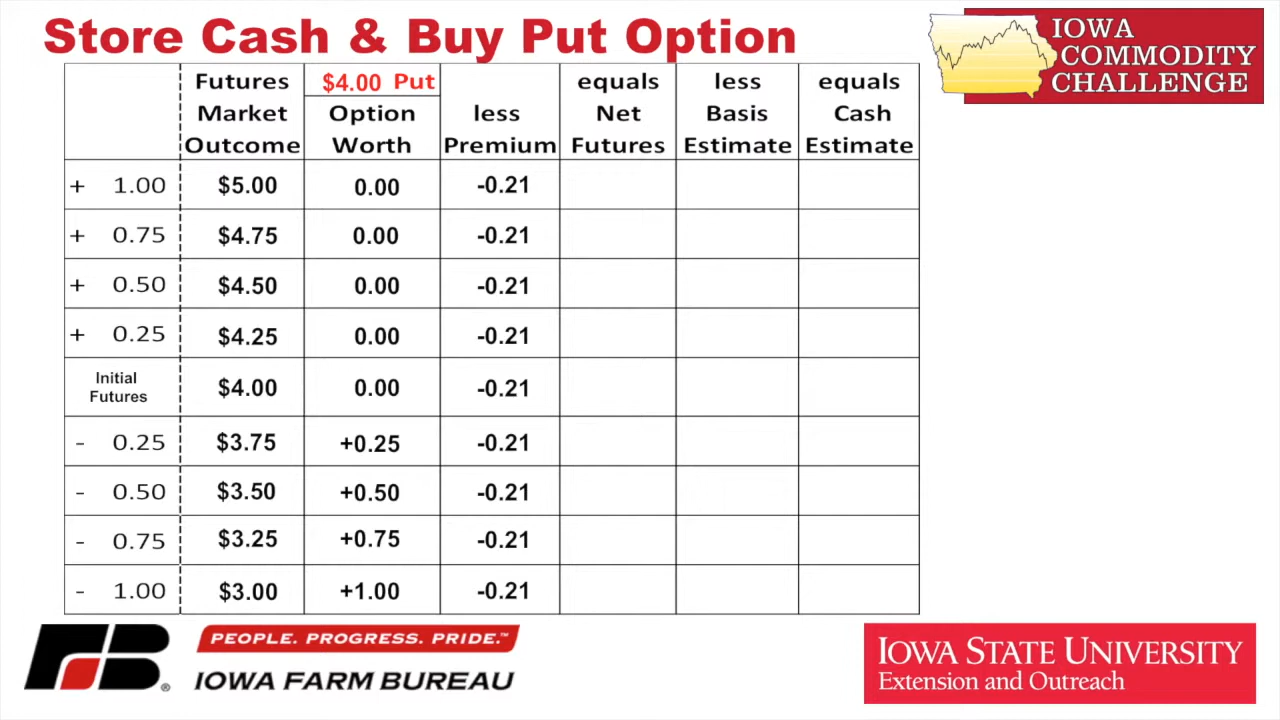 Store Cash & Buy Put Option
IOWA
COMMODITY
CHALLENGE
Futures Market Outcome
$4.00 Put
Option Worth
less Premium
equals Net Futures
less Basis Estimate
equals Cash Estimate
+ 1.00 $5.00 0.00 -0.21
+ 0.75 $4.75 0.00 -0.21
+ 0.50 $4.50 0.00 -0.21
+ 0.25 $4.25 0.00 -0.21
Initial Futures $4.00 0.00 -0.21
- 0.25 $3.75 +0.25 -0.21
- 0.50 $3.50 +0.50 -0.21
- 0.75 $3.25 +0.75 -0.21
- 1.00 $3.00 +1.00 -0.21
FB®
PEOPLE. PROGRESS. PRIDE.™
IOWA FARM BUREAU
IOWA STATE UNIVERSITY
Extension and Outreach